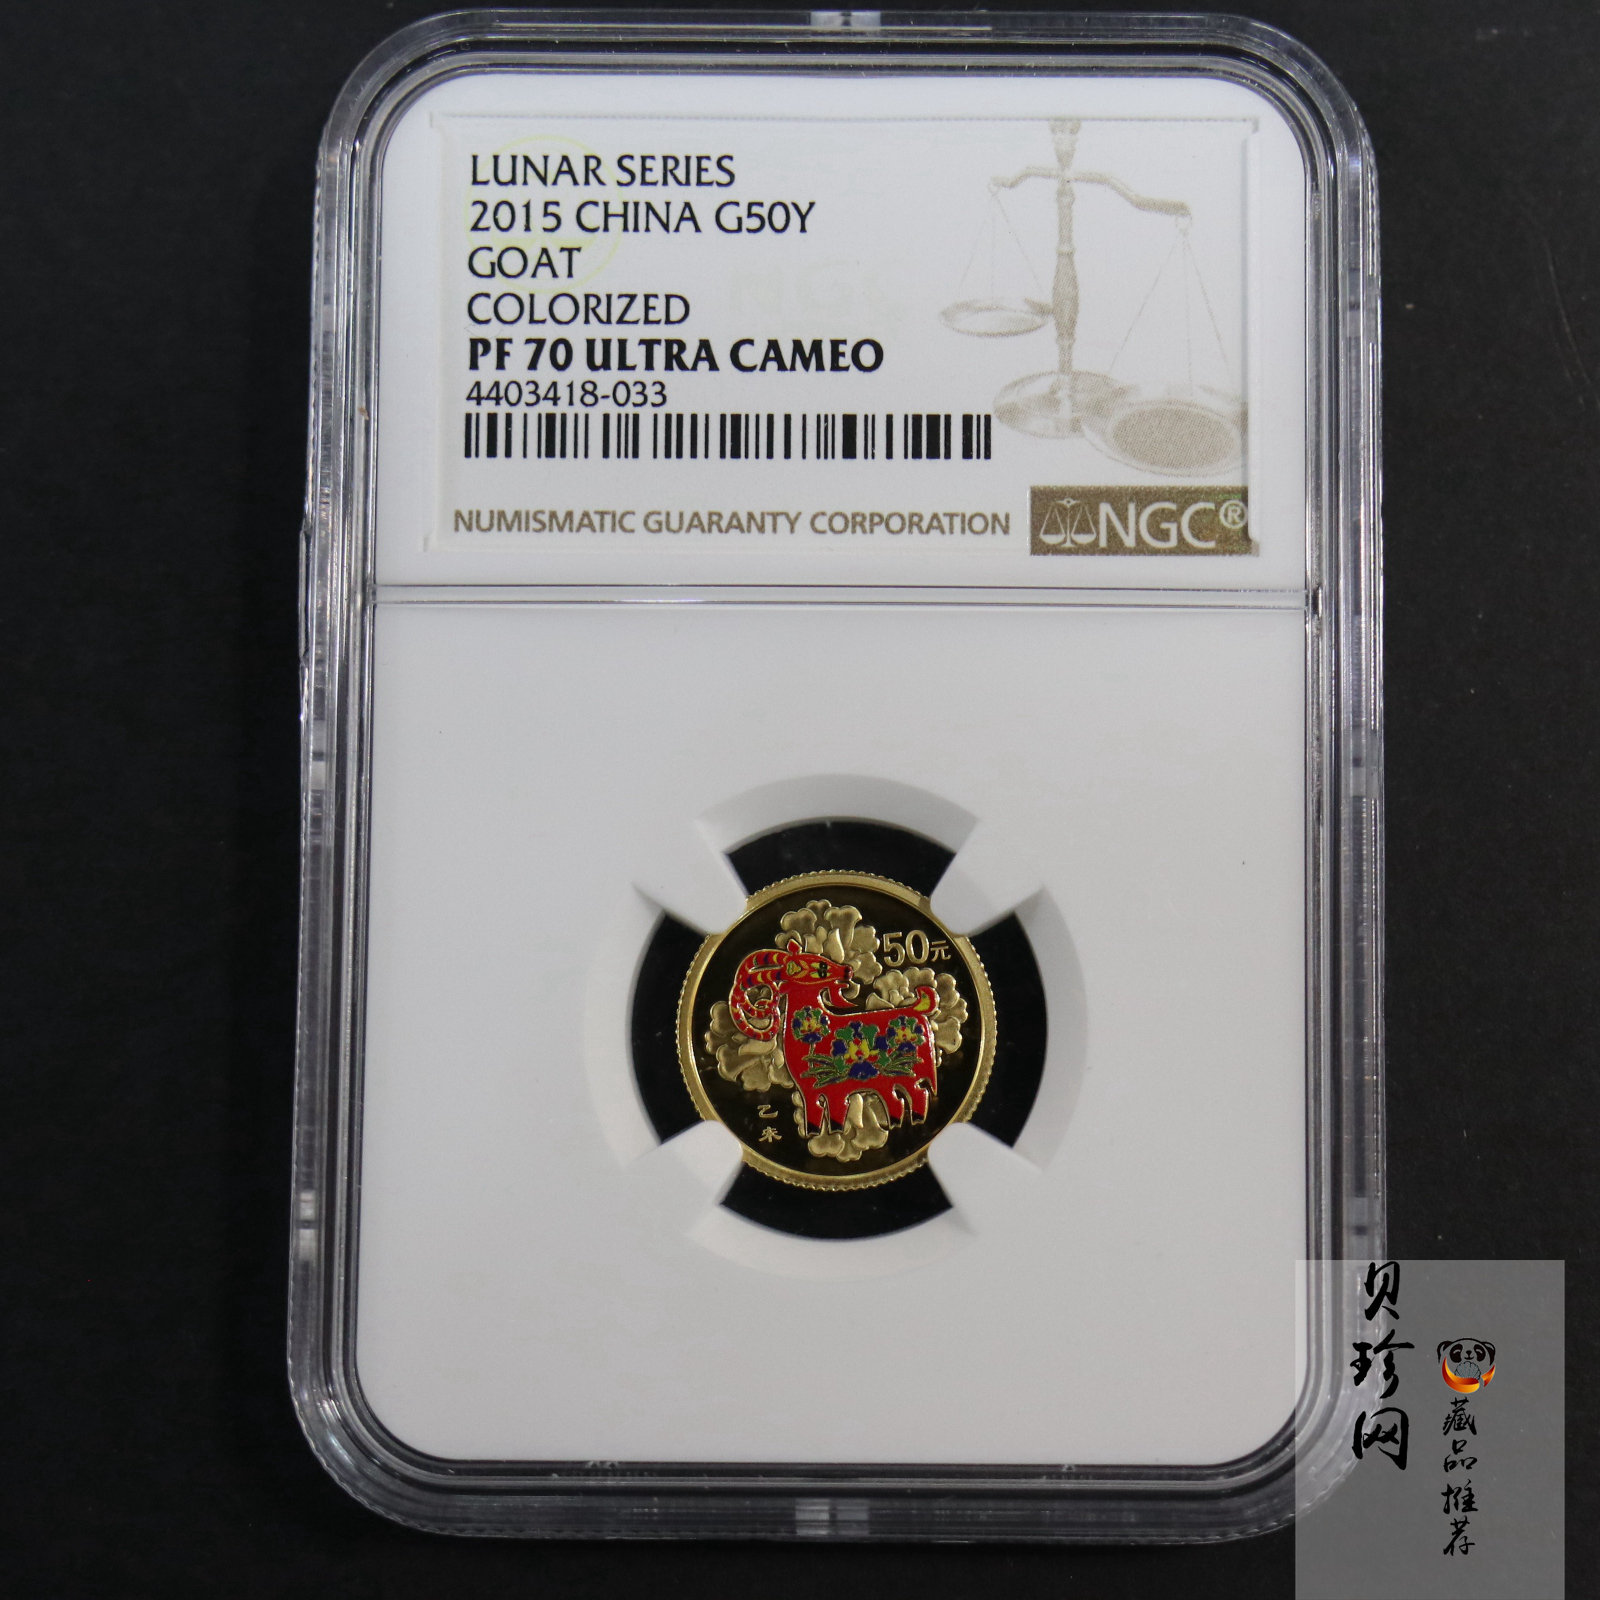 LUNAR SERIES
2015 CHINA G50Y
GOAT
COLORIZED
PF 70 ULTRA CAMEO
4403418-033
NUMISMATIC GUARANTY CORPORATION
NGC®
50元
乙
未
贝珍网
藏品推荐